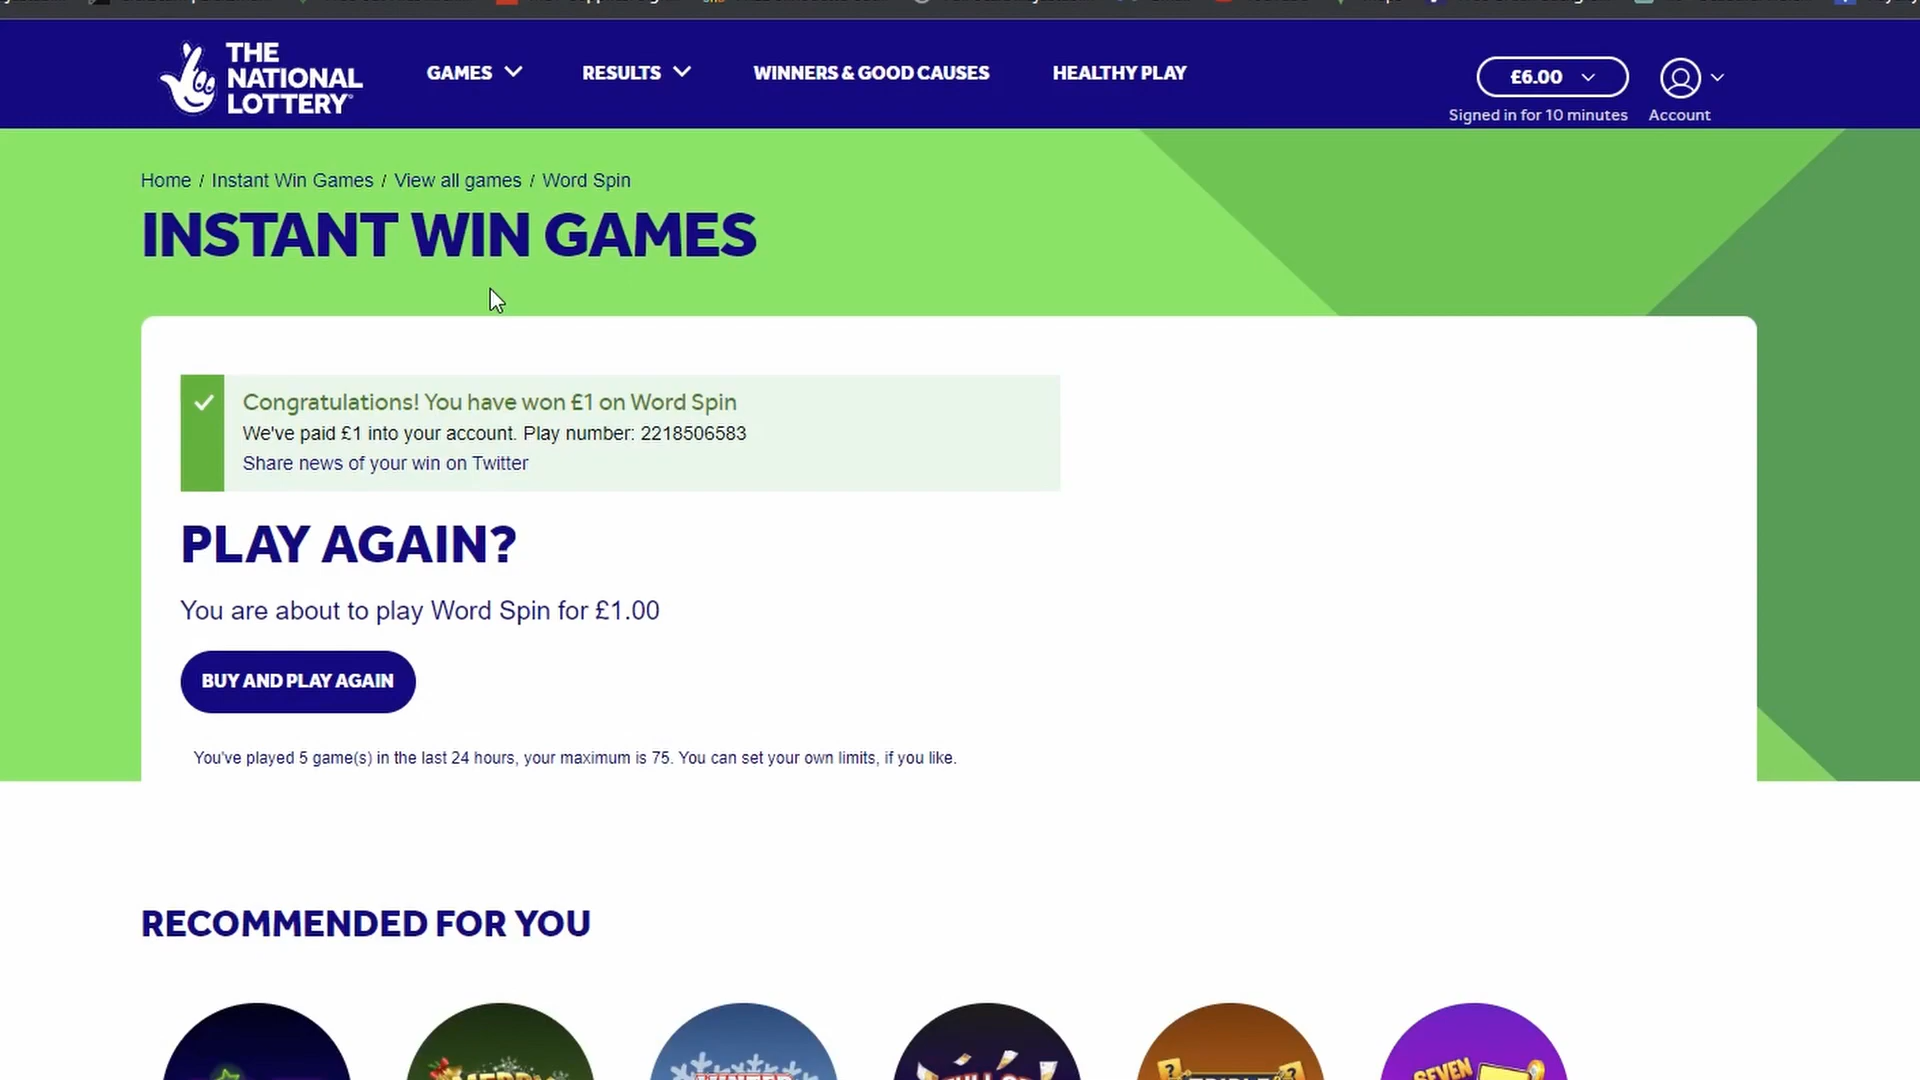 THE
NATIONAL
LOTTERY
GAMES
RESULTS
WINNERS & GOOD CAUSES
HEALTHY PLAY
£6.00
Signed in for 10 minutes
Account
Home / Instant Win Games / View all games / Word Spin
INSTANT WIN GAMES
Congratulations! You have won £1 on Word Spin
We've paid £1 into your account. Play number: 2218506583
Share news of your win on Twitter
PLAY AGAIN?
You are about to play Word Spin for £1.00
BUY AND PLAY AGAIN
You've played 5 game(s) in the last 24 hours, your maximum is 75. You can set your own limits, if you like.
RECOMMENDED FOR YOU
SEVEN